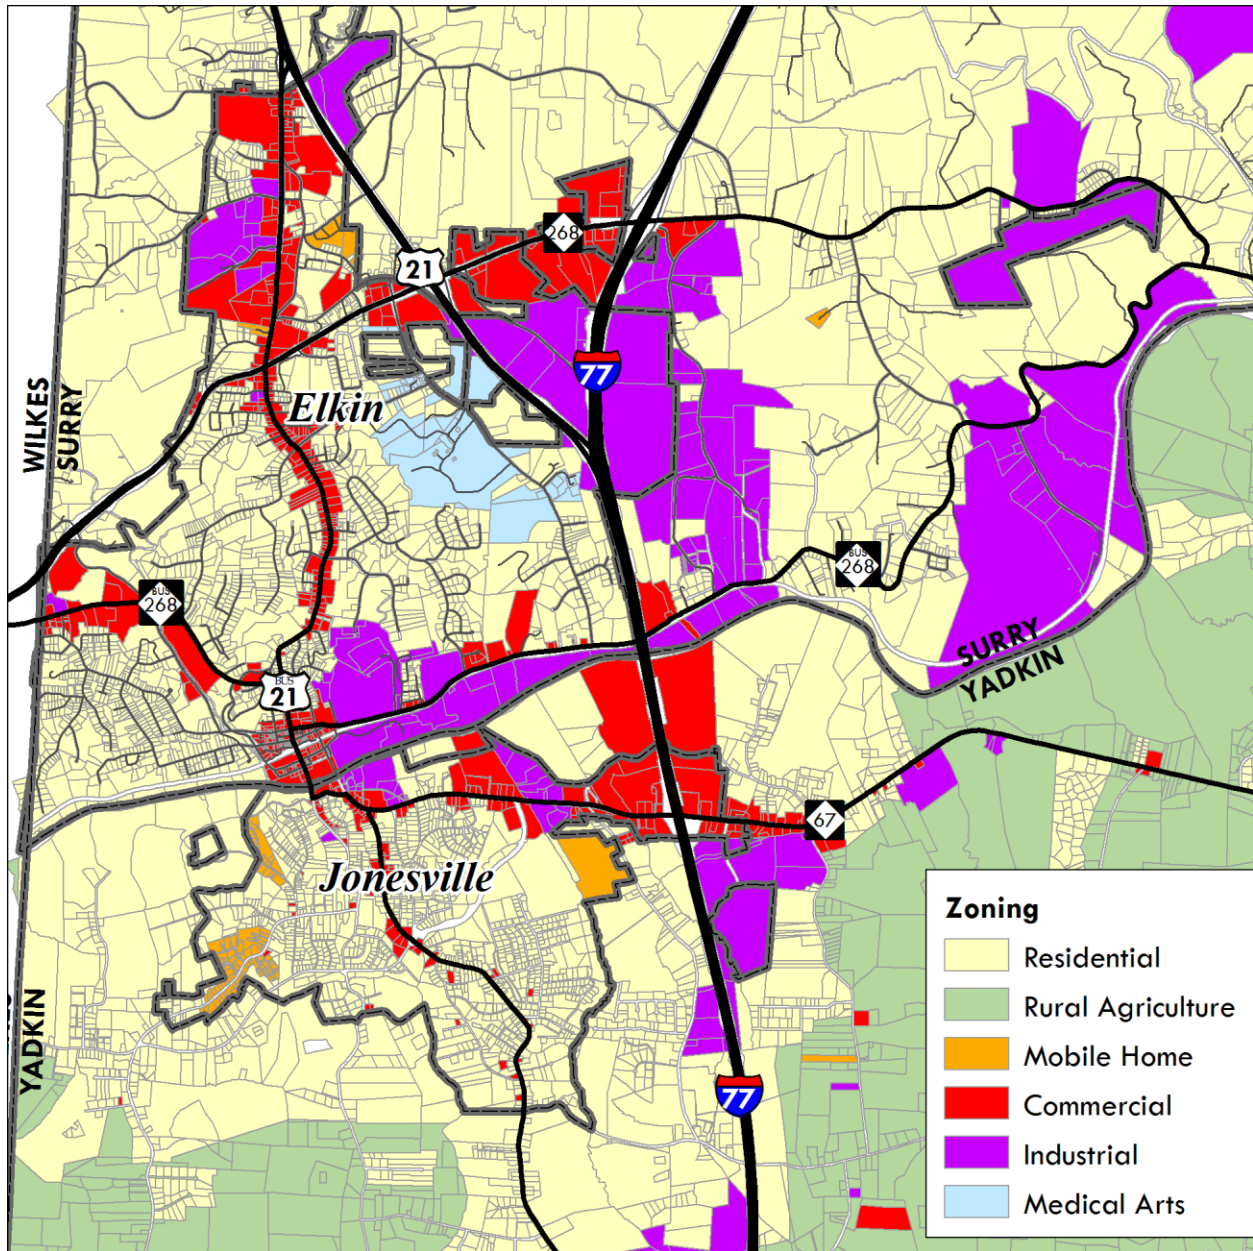 268
21
77
WILKES
SURRY
Elkin
BUS
268
BUS
268
SURRY
YADKIN
BUS
21
67
Jonesville
YADKIN
77
Zoning
Residential
Rural Agriculture
Mobile Home
Commercial
Industrial
Medical Arts